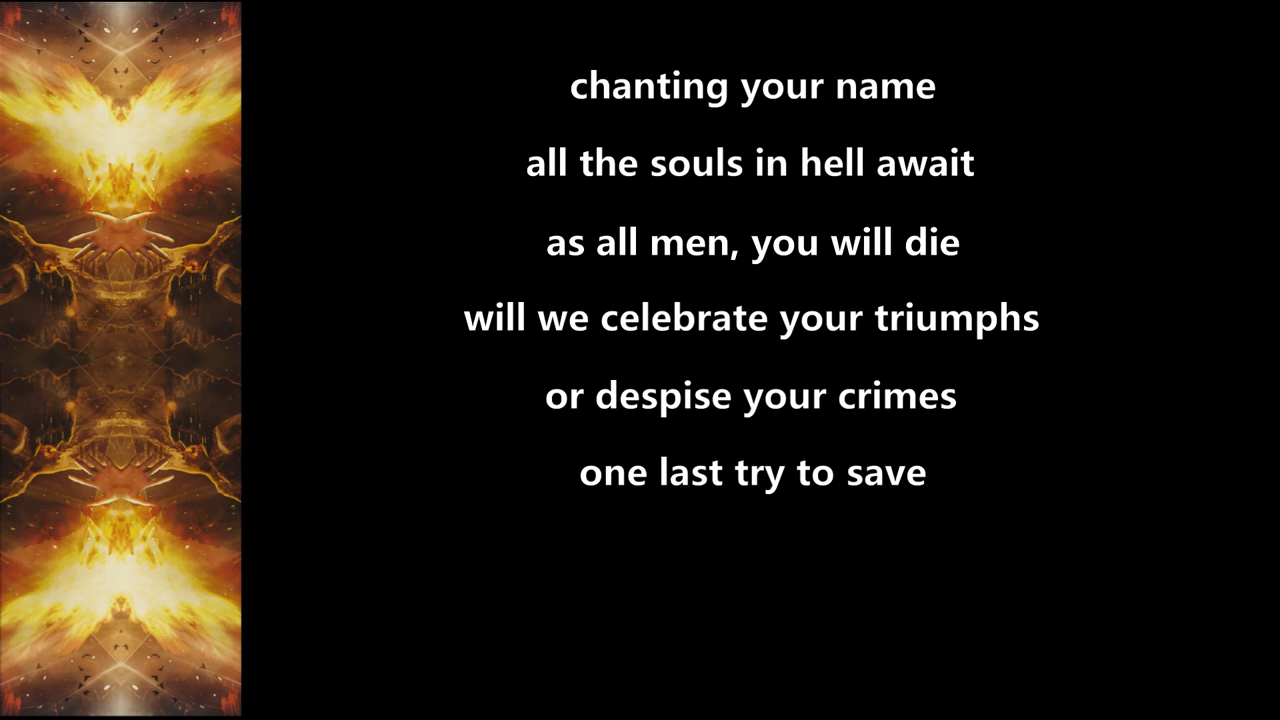 chanting your name
all the souls in hell await
as all men, you will die
will we celebrate your triumphs
or despise your crimes
one last try to save